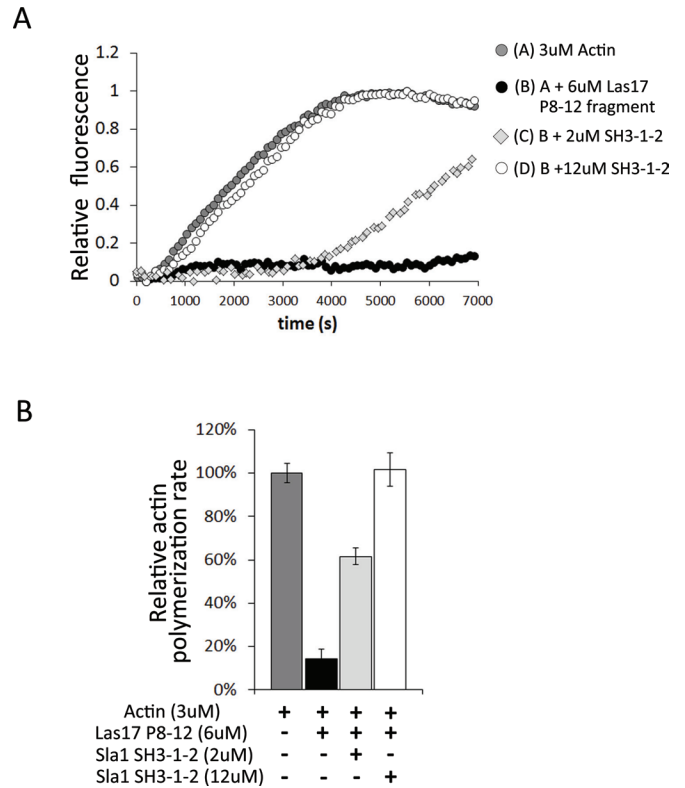 A
Relative fluorescence
1.2
1
0.8
0.6
0.4
0.2
0
0 1000 2000 3000 4000 5000 6000 7000
time (s)
(A) 3uM Actin
(B) A + 6uM Las17
P8-12 fragment
(C) B + 2uM SH3-1-2
(D) B +12uM SH3-1-2
B
Relative actin
polymerization rate
120%
100%
80%
60%
40%
20%
0%
Actin (3uM) + + + +
Las17 P8-12 (6uM) - + + +
Sla1 SH3-1-2 (2uM) - - + -
Sla1 SH3-1-2 (12uM) - - - +